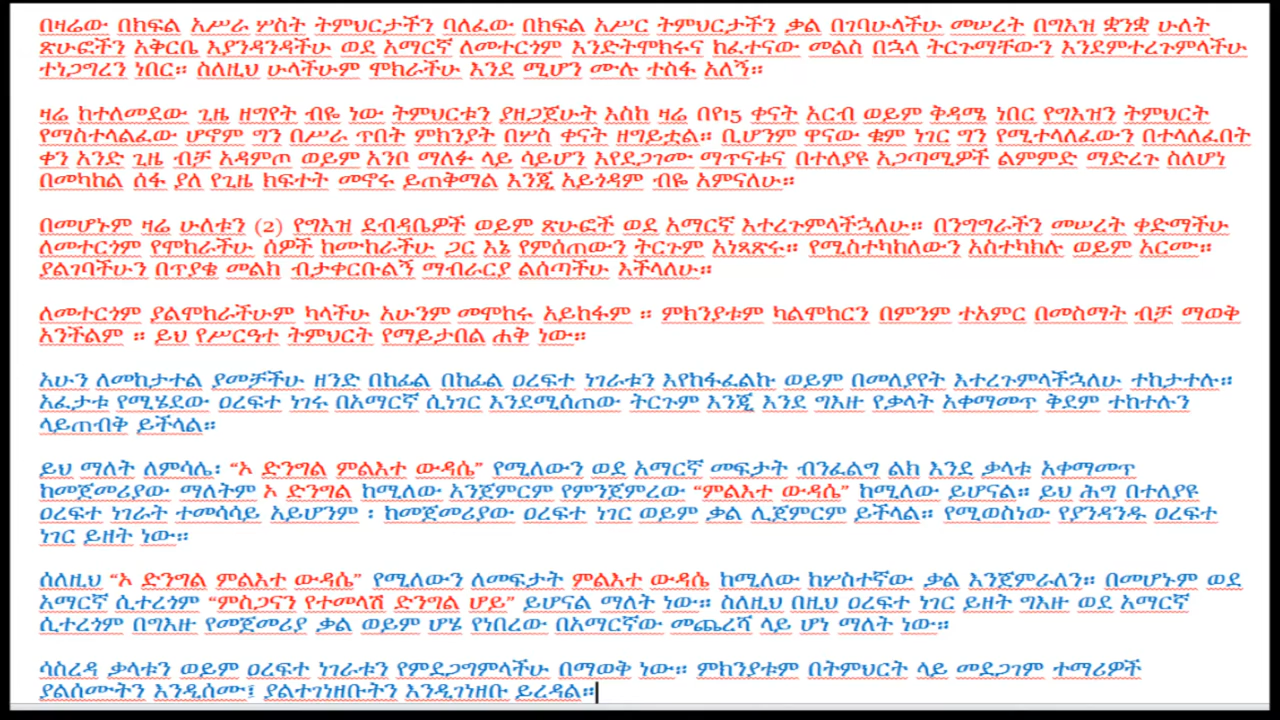 በዛሬው በክፍል አሥራ ሦስት ትምህርታችን ባለፈው በክፍል አሥር ትምህርታችን ቃል በገባሁላችሁ መሠረት በግእዝ ቋንቋ ሁለት
ጽሁፎችን አቅርቤ እያንዳንዳችሁ ወደ አማርኛ ለመተርጎም እንድትሞክሩና ከፈተናው መልስ በኋላ ትርጉማቸውን እንደምተረጉምላችሁ
ተነጋግረን ነበር። ስለዚህ ሁላችሁም ሞክራችሁ እንደ ሚሆን ሙሉ ተስፋ አለኝ።
ዛሬ ከተለመደው ጊዜ ዘግየት ብዬ ነው ትምህርቱን ያዘጋጀሁት እስከ ዛሬ በየ15 ቀናት አርብ ወይም ቅዳሜ ነበር የግእዝን ትምህርት
የማስተላልፈው ሆኖም ግን በሥራ ጥበት ምክንያት በሦስ ቀናት ዘግይቷል። ቢሆንም ዋናው ቁም ነገር ግን የሚተላለፈውን በተላለፈበት
ቀን አንድ ጊዜ ብቻ አዳምጦ ወይም አንቦ ማለፉ ላይ ሳይሆን እየደጋገሙ ማጥናቱና በተለያዩ አጋጣሚዎች ልምምድ ማድረጉ ስለሆነ
በመካከል ሰፋ ያለ የጊዜ ክፍተት መኖሩ ይጠቅማል እንጂ አይጎዳም ብዬ አምናለሁ።
በመሆኑም ዛሬ ሁለቱን (2) የግእዝ ደብዳቤዎች ወይም ጽሁፎች ወደ አማርኛ እተረጉምላችኋለሁ። በንግግራችን መሠረት ቀድማችሁ
ለመተርጎም የሞከራችሁ ሰዎች ከሙከራችሁ ጋር እኔ የምሰጠውን ትርጉም አነጻጽሩ። የሚስተካከለውን አስተካክሉ ወይም አርሙ።
ያልገባችሁን በጥያቄ መልክ ብታቀርቡልኝ ማብራርያ ልሰጣችሁ እችላለሁ።
ለመተርጎም ያልሞከራችሁም ካላችሁ አሁንም መሞከሩ አይከፋም ። ምክንያቱም ካልሞከርን በምንም ተአምር በመስማት ብቻ ማወቅ
አንችልም ። ይህ የሥርዓተ ትምህርት የማይታበል ሐቅ ነው።
አሁን ለመከታተል ያመቻችሁ ዘንድ በከፊል በከፊል ዐረፍተ ነገራቱን እየከፋፈልኩ ወይም በመለያየት እተረጉምላችኋለሁ ተከታተሉ።
አፈታቱ የሚሄደው ዐረፍተ ነገሩ በአማርኛ ሲነገር እንደሚሰጠው ትርጉም እንጂ እንደ ግእዙ የቃላት አቀማመጥ ቅደም ተከተሉን
ላይጠብቅ ይችላል።
ይህ ማለት ለምሳሌ፡ “ኦ ድንግል ምልእተ ውዳሴ” የሚለውን ወደ አማርኛ መፍታት ብንፈልግ ልክ እንደ ቃላቱ አቀማመጥ
ከመጀመሪያው ማለትም ኦ ድንግል ከሚለው አንጀምርም የምንጀምረው “ምልእተ ውዳሴ” ከሚለው ይሆናል። ይህ ሕግ በተለያዩ
ዐረፍተ ነገራት ተመሳሳይ አይሆንም ፡ ከመጀመሪያው ዐረፍተ ነገር ወይም ቃል ሊጀምርም ይችላል። የሚወስነው የያንዳንዱ ዐረፍተ
ነገር ይዘት ነው።
ስለዚህ “ኦ ድንግል ምልእተ ውዳሴ” የሚለውን ለመፍታት ምልእተ ውዳሴ ከሚለው ከሦስተኛው ቃል እንጀምራለን። በመሆኑም ወደ
አማርኛ ሲተረጎም “ምስጋናን የተመላሽ ድንግል ሆይ” ይሆናል ማለት ነው። ስለዚህ በዚህ ዐረፍተ ነገር ይዘት ግእዙ ወደ አማርኛ
ሲተረጎም በግእዙ የመጀመሪያ ቃል ወይም ሆሄ የነበረው በአማርኛው መጨረሻ ላይ ሆነ ማለት ነው።
ሳስረዳ ቃላቱን ወይም ዐረፍተ ነገራቱን የምደጋግምላችሁ በማወቅ ነው። ምክንያቱም በትምህርት ላይ መደጋገም ተማሪዎች
ያልሰሙትን እንዲሰሙ፤ ያልተገነዘቡትን እንዲገነዘቡ ይረዳል።